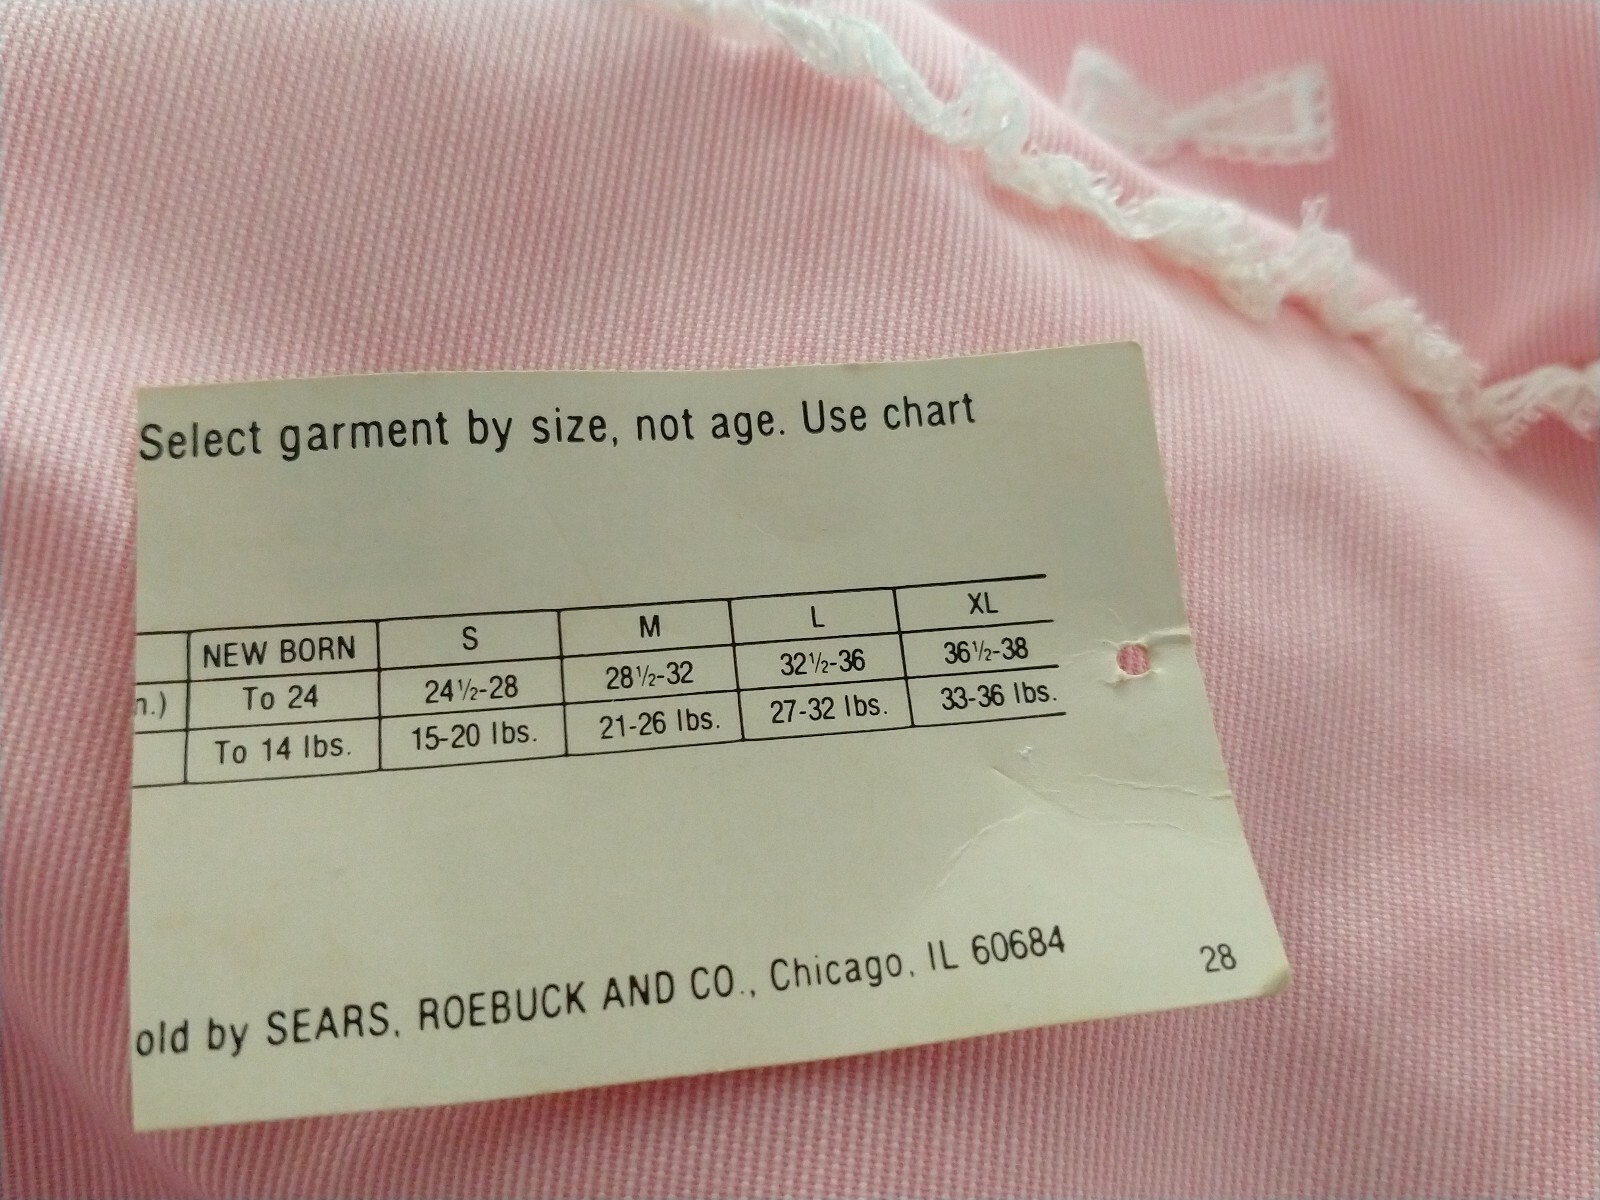 Select garment by size, not age. Use chart
NEW BORN S M L XL
n.) To 24 24½-28 28½-32 32½-36 36½-38
To 14 lbs. 15-20 lbs. 21-26 lbs. 27-32 lbs. 33-36 lbs.
old by SEARS, ROEBUCK AND CO., Chicago, IL 60684
28